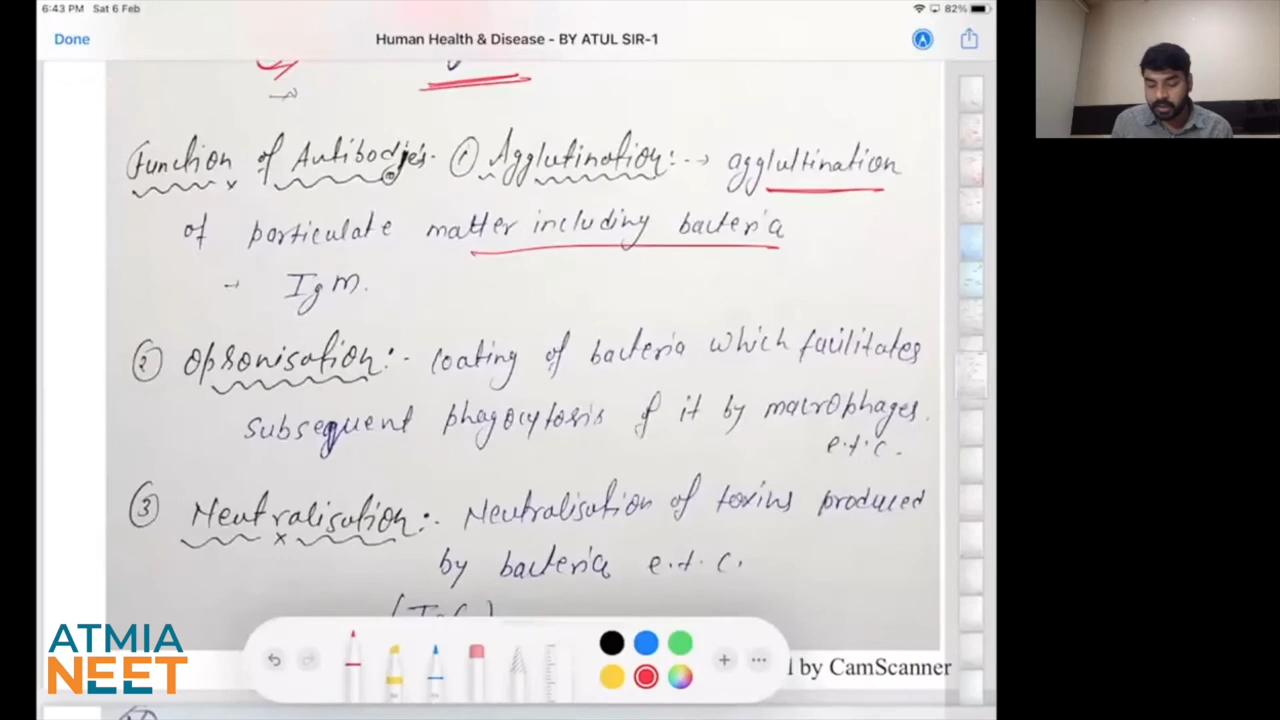 6:43 PM Sat 6 Feb
82%
Done
Human Health & Disease - BY ATUL SIR-1
Function of Antibodies. ① Agglutination:-→ agglultination
of particulate matter including bacteria
→ IgM.
② Opsonisation:- coating of bacteria which facilitates
subsequent phagocytosis of it by macrophages.
e.t.c.
③ Neutralisation:- Neutralisation of toxins produced
by bacteria e.t.c.
ATMIA
NEET
by CamScanner